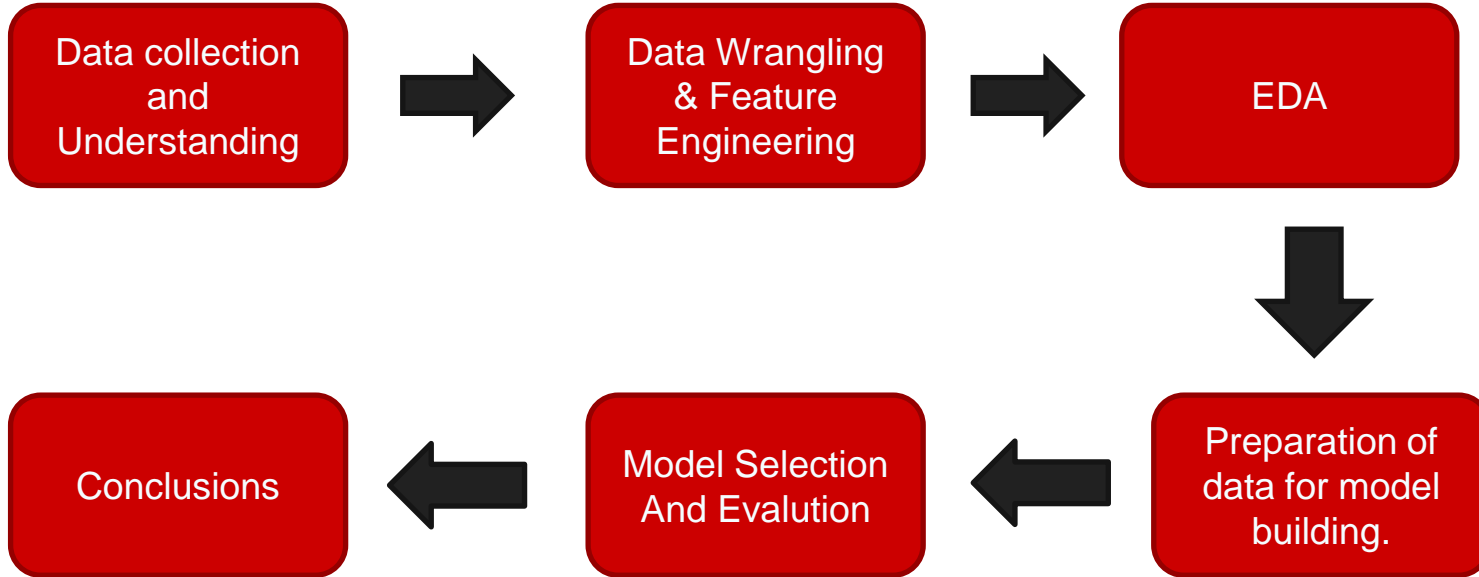 Data collection
and
Understanding
Data Wrangling
& Feature
Engineering
EDA
Preparation of
data for model
building.
Model Selection
And Evalution
Conclusions